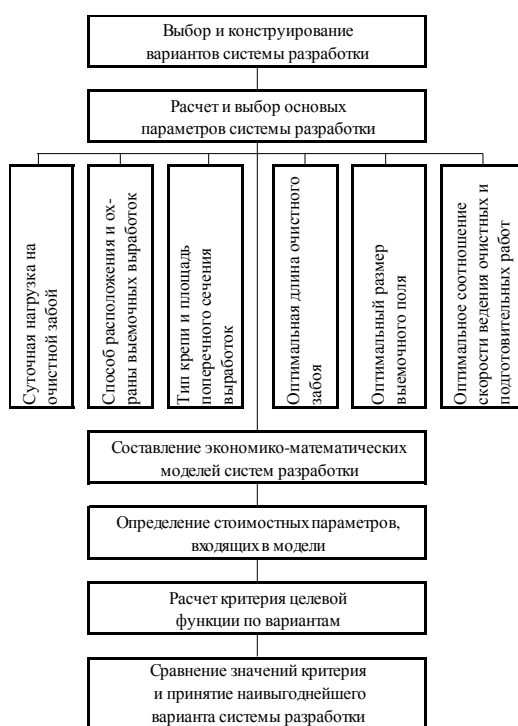 Выбор и конструирование
вариантов системы разработки
Расчет и выбор основых
параметров системы разработки
Суточная нагрузка на
очистной забой
Способ расположения и ох-
раны выемочных выработок
Тип крепи и площадь
поперечного сечения
выработок
Оптимальная длина очистного
забоя
Оптимальный размер
выемочного поля
Оптимальное соотношение
скорости ведения очистных и
подготовительных работ
Составление экономико-математических
моделей систем разработки
Определение стоимостных параметров,
входящих в модели
Расчет критерия целевой
функции по вариантам
Сравнение значений критерия
и принятие наивыгоднейшего
варианта системы разработки